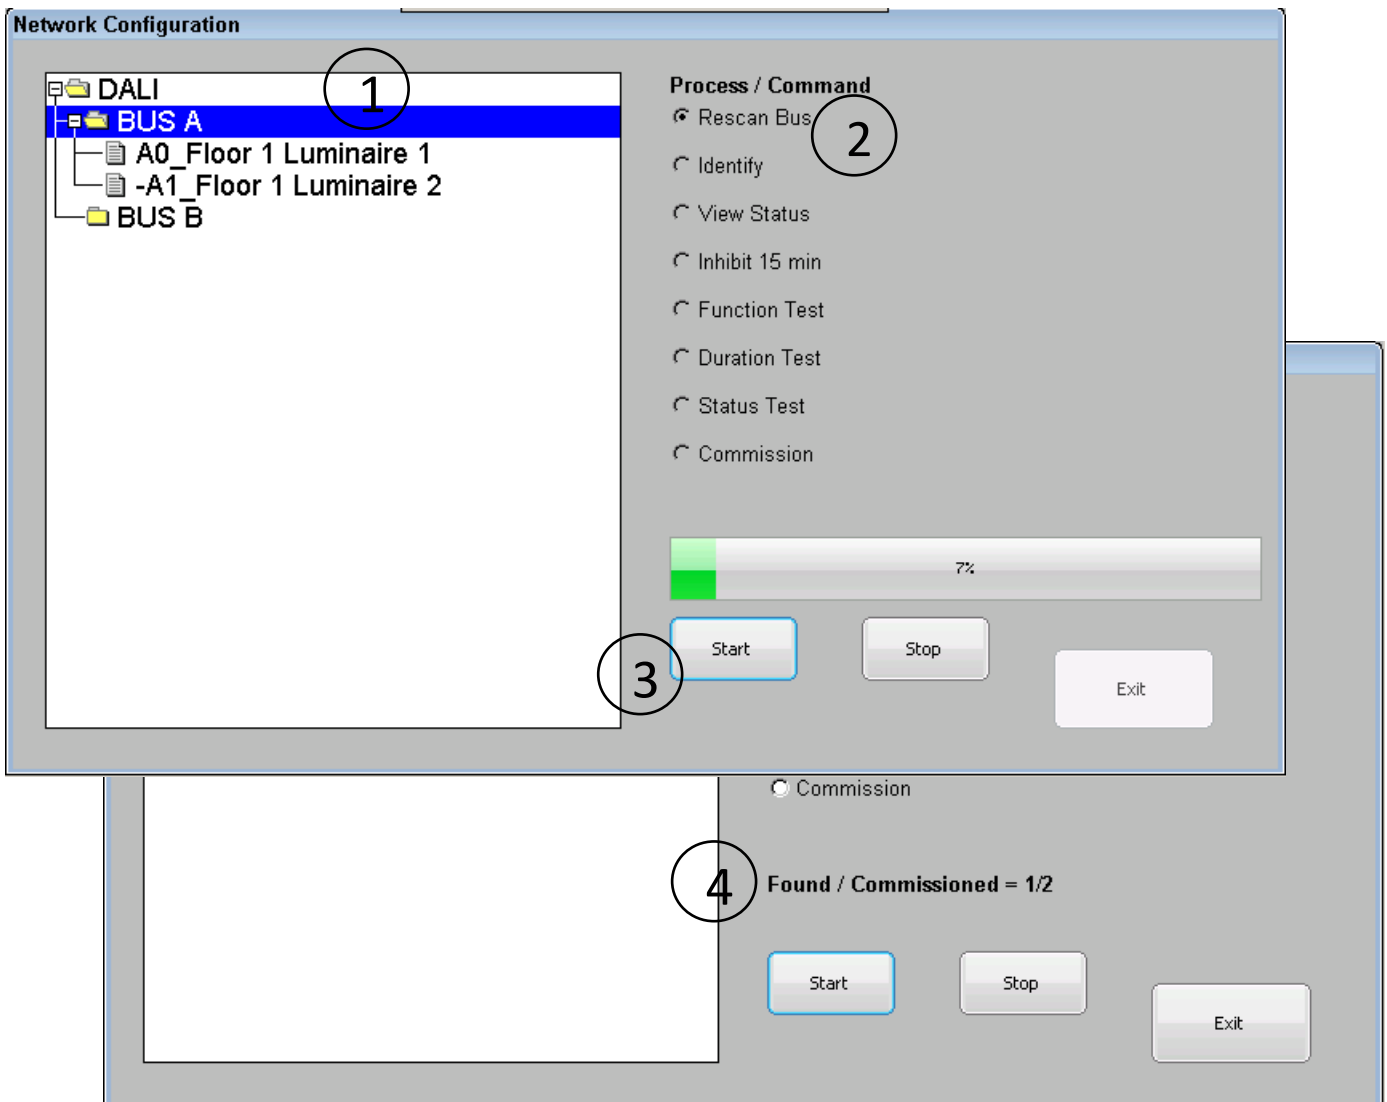 Network Configuration
DALI
BUS A
A0_Floor 1 Luminaire 1
-A1_Floor 1 Luminaire 2
BUS B
1
Process / Command
Rescan Bus
2
Identify
View Status
Inhibit 15 min
Function Test
Duration Test
Status Test
Commission
7%
3
Start
Stop
Exit
Commission
4
Found / Commissioned = 1/2
Start
Stop
Exit